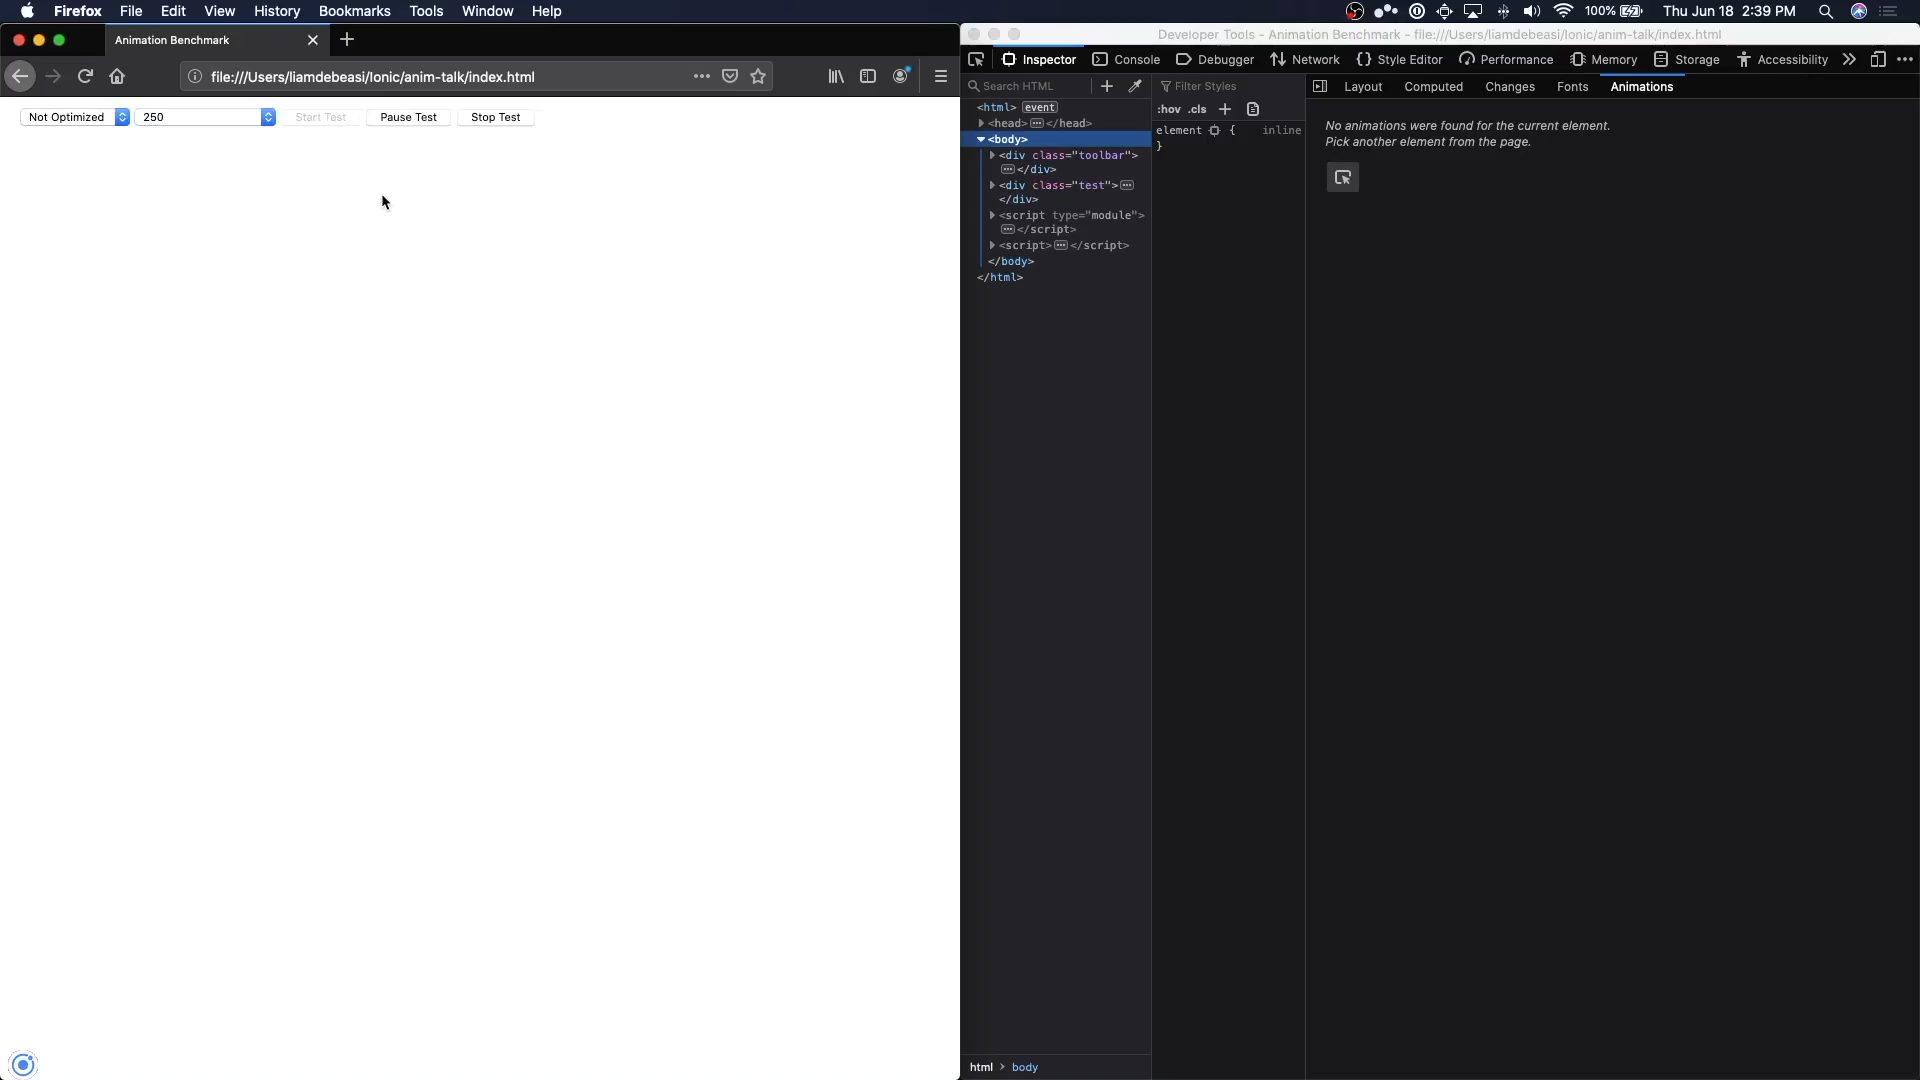 Firefox File Edit View History Bookmarks Tools Window Help
100% Thu Jun 18 2:39 PM
Animation Benchmark
file:///Users/liamdebeasi/Ionic/anim-talk/index.html
Not Optimized 250 Start Test Pause Test Stop Test
Developer Tools - Animation Benchmark - file:///Users/liamdebeasi/Ionic/anim-talk/index.html
Inspector Console Debugger Network Style Editor Performance Memory Storage Accessibility
Search HTML
<html> event
<head> </head>
<body>
<div class="toolbar">
</div>
<div class="test">
</div>
<script type="module">
</script>
<script> </script>
</body>
</html>
html > body
Filter Styles
:hov .cls
element { inline
}
Layout Computed Changes Fonts Animations
No animations were found for the current element.
Pick another element from the page.